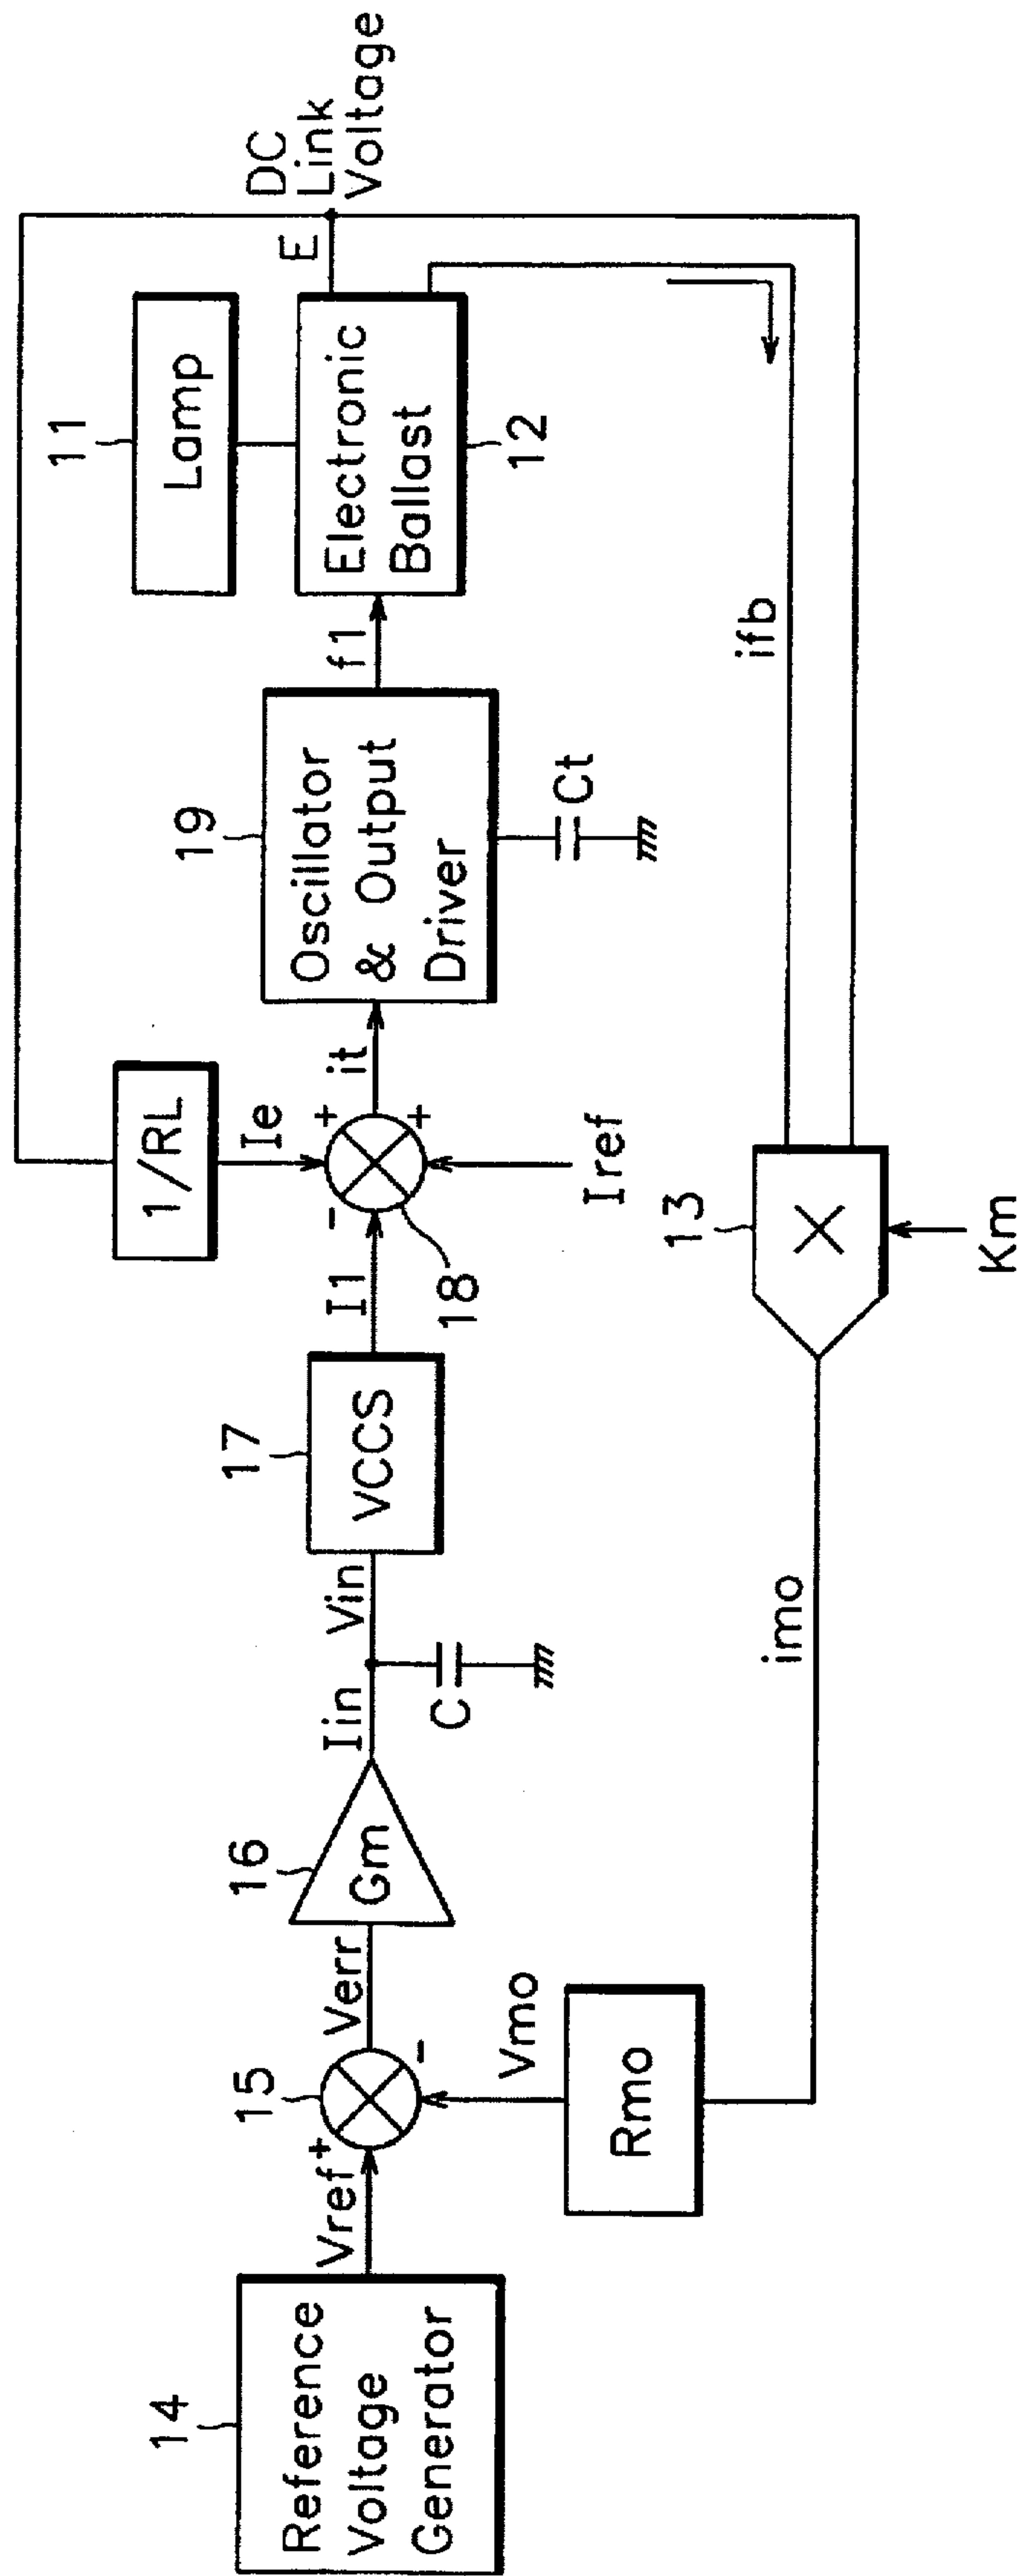 14
Reference
Voltage
Generator
Vref
+
15
-
Verr
Vmo
Rmo
16
Gm
Iin
C
Vin
17
VCCS
I1
-
18
+
+
Ie
1/RL
Iref
it
19
Oscillator
& Output
Driver
Ct
f1
11
Lamp
Electronic
Ballast
12
E
DC
Link
Voltage
ifb
13
×
Km
imo